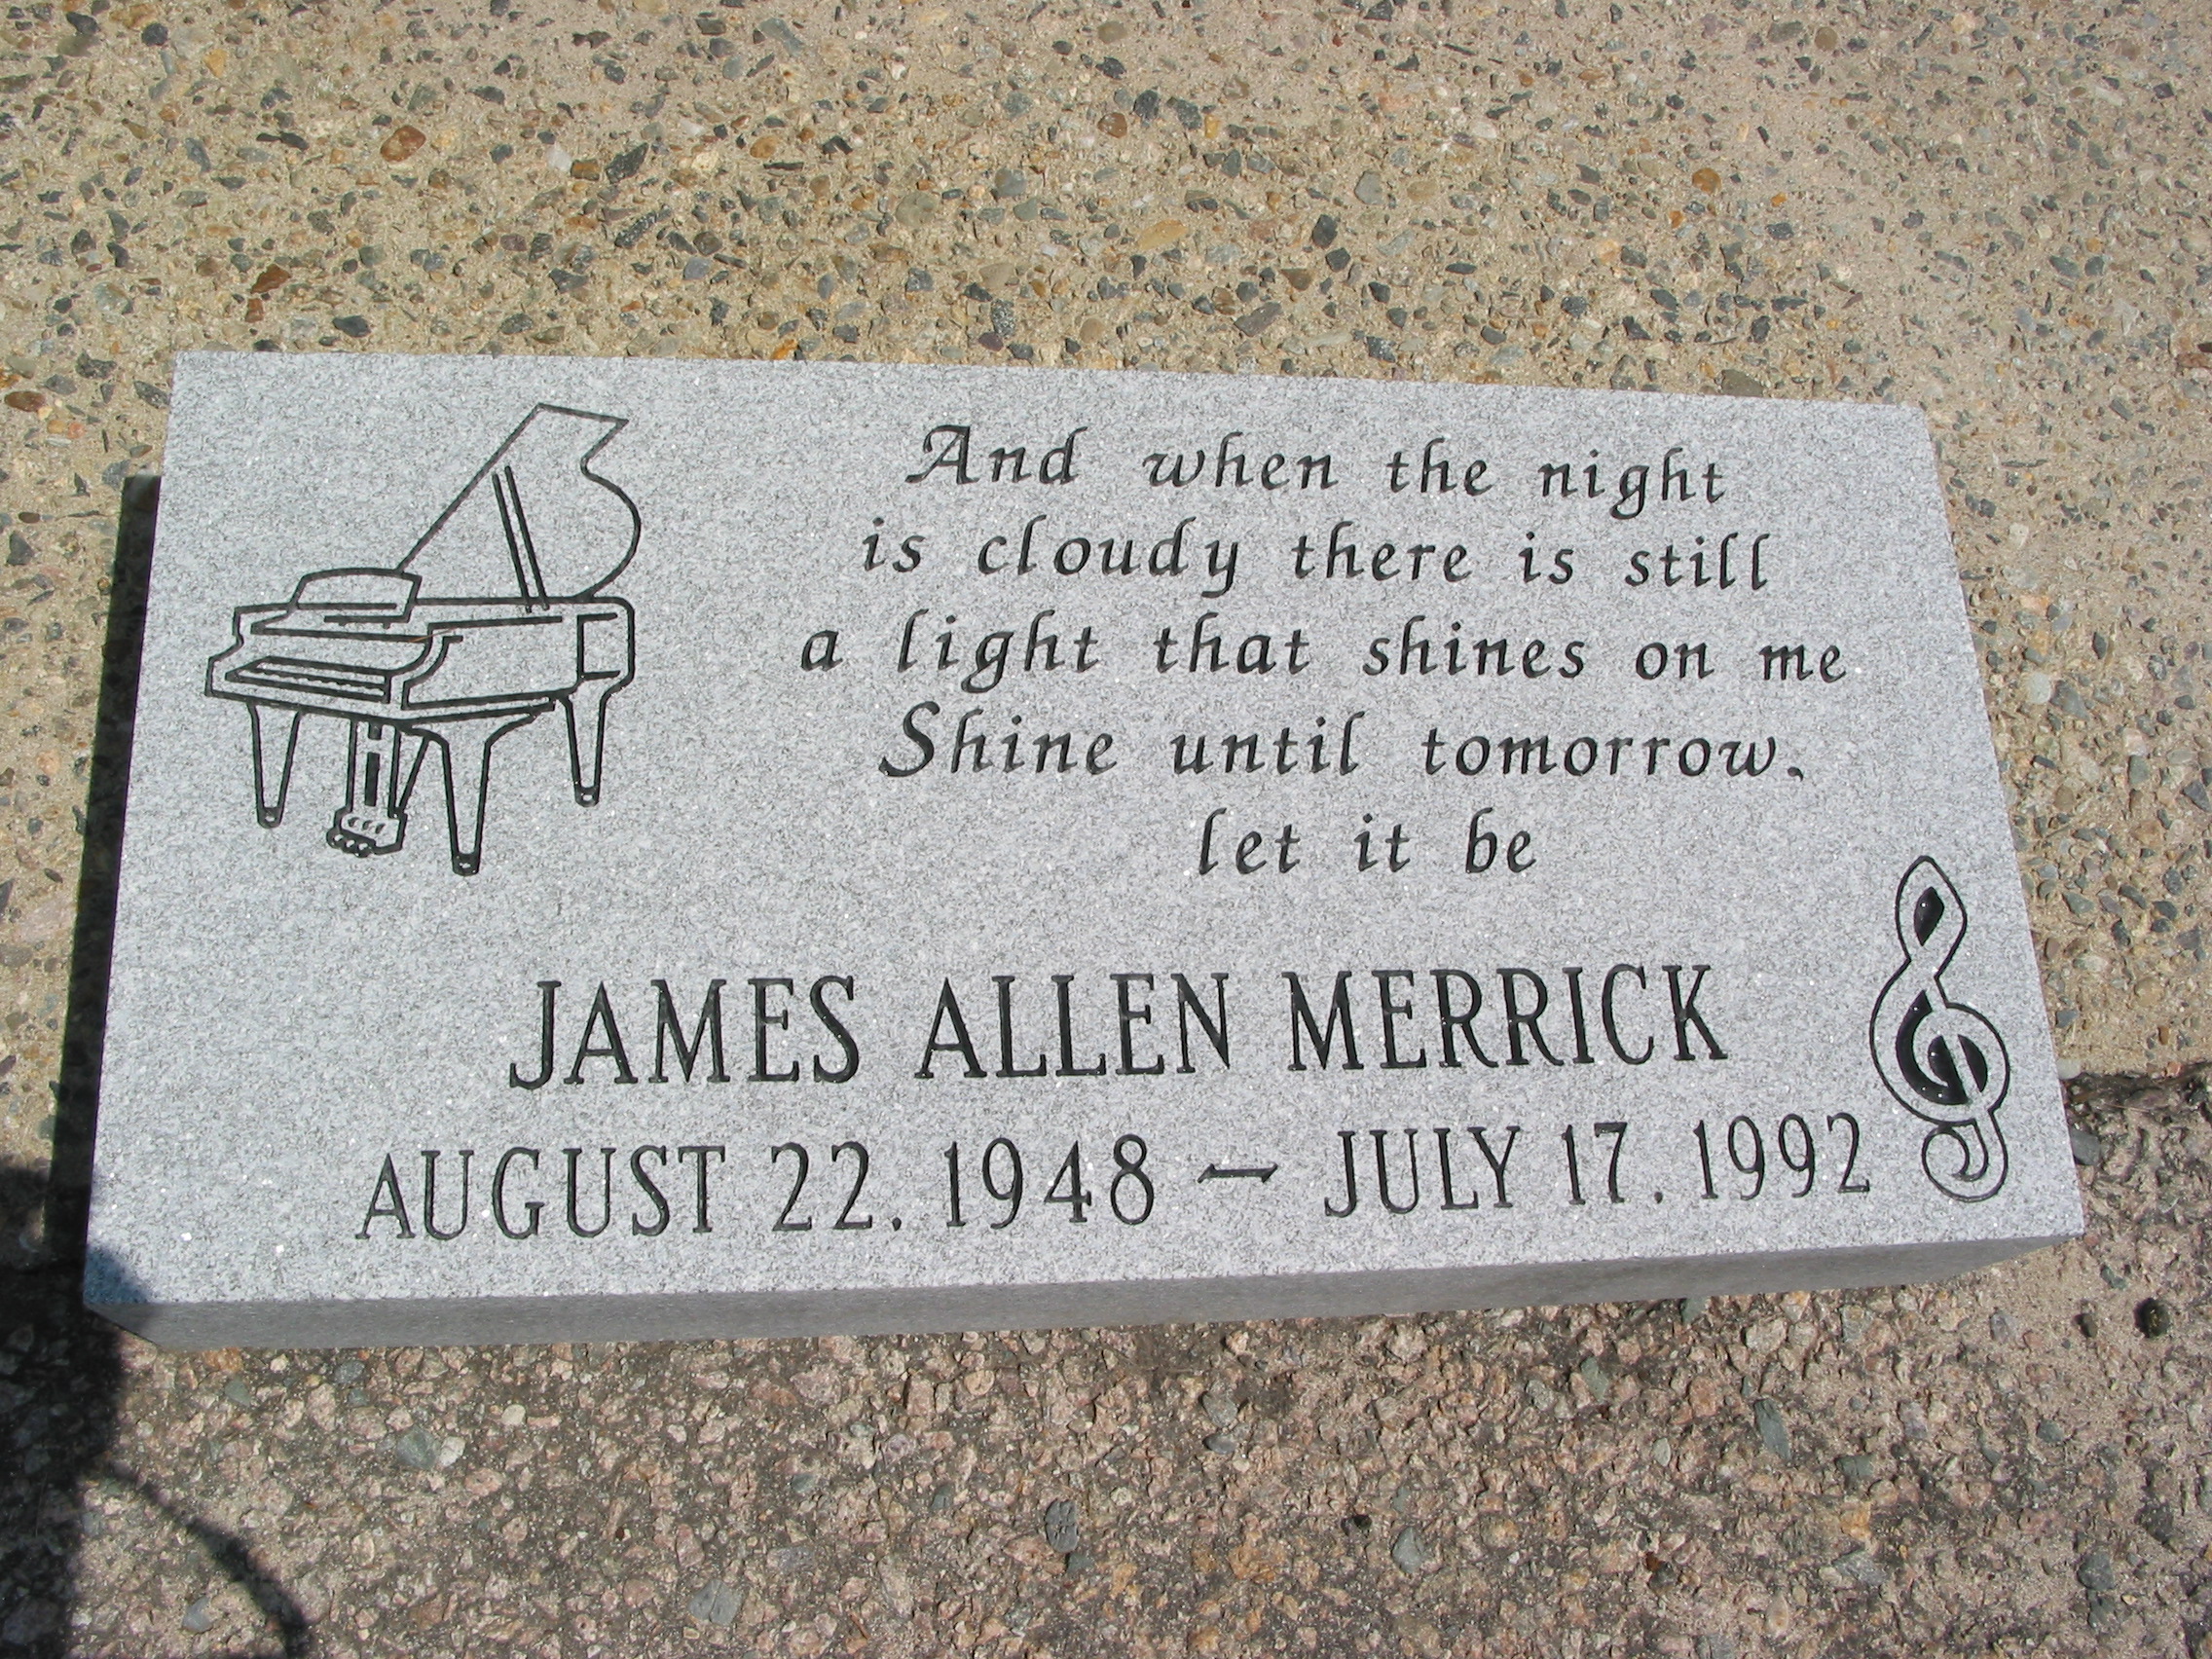 And when the night
is cloudy there is still
a light that shines on me
Shine until tomorrow.
let it be
JAMES ALLEN MERRICK
AUGUST 22. 1948 – JULY 17. 1992